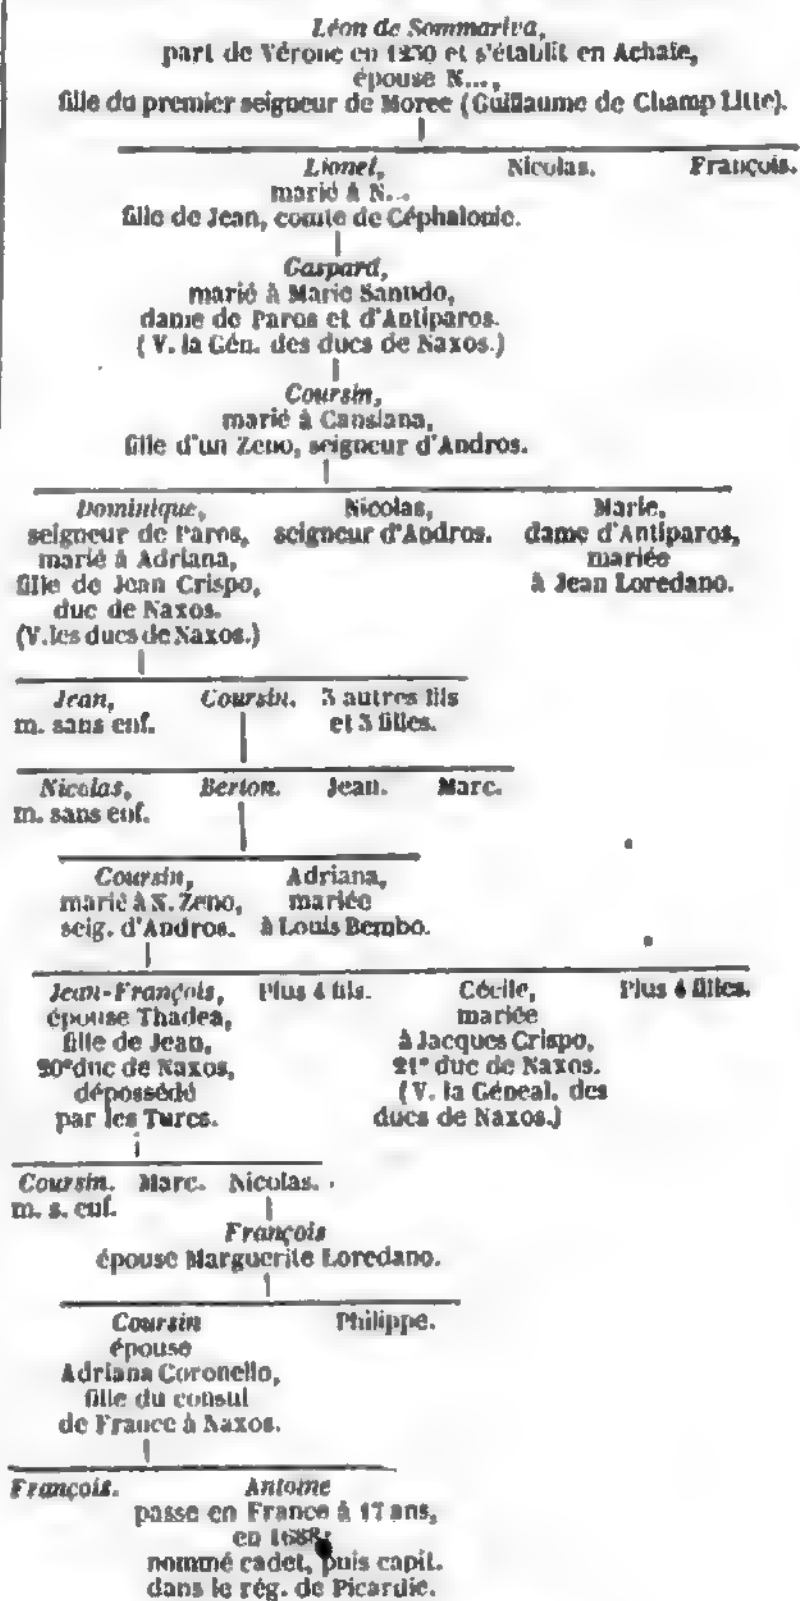 Léon de Sommariva,
part de Vérone en 1230 et s'établit en Achaïe,
épouse N...,
fille du premier seigneur de Moree (Guillaume de Champ Litte).
Lionel, Nicolas. François.
marié à N...
fille de Jean, comte de Céphalonie.
Gaspard,
marié à Marie Sanudo,
dame de Paros et d'Antiparos.
(V. la Gén. des ducs de Naxos.)
Coursin,
marié à Cansiana,
fille d'un Zeno, seigneur d'Andros.
Dominique, Nicolas, Marie,
seigneur de Paros, seigneur d'Andros. dame d'Antiparos,
marié à Adriana, mariée
fille de Jean Crispo, à Jean Loredano.
duc de Naxos.
(V. les ducs de Naxos.)
Jean, Coursin. 3 autres fils
m. sans enf. et 3 filles.
Nicolas, Berton. Jean. Marc.
m. sans enf.
Coursin, Adriana,
marié à N. Zeno, mariée
seig. d'Andros. à Louis Bembo.
Jean-François, Plus 4 fils. Cécile, Plus 4 filles.
épouse Thadea, mariée
fille de Jean, à Jacques Crispo,
20e duc de Naxos, 21e duc de Naxos.
dépossédé (V. la Géneal. des
par les Turcs. ducs de Naxos.)
Coursin. Marc. Nicolas.
m. s. enf.
François
épouse Marguerite Loredano.
Coursin Philippe.
épouse
Adriana Coronello,
fille du consul
de France à Naxos.
François. Antoine
passe en France à 17 ans,
en 1688;
nommé cadet, puis capit.
dans le rég. de Picardie.